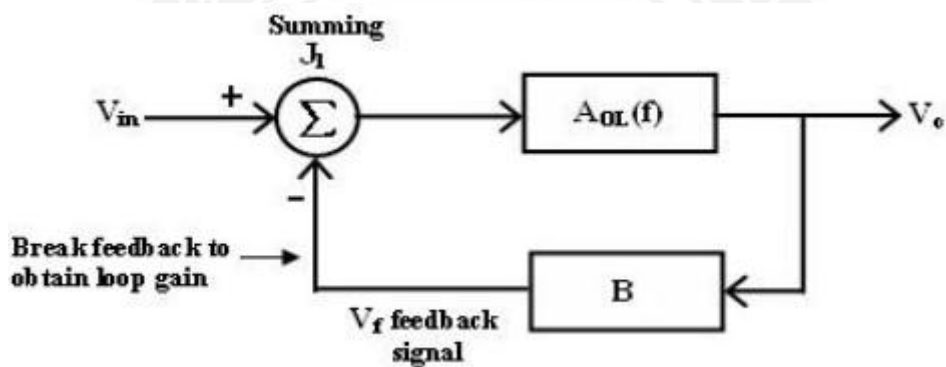 Summing
J1
Vin
+
Σ
AOL(f)
Vo
-
Break feedback to
obtain loop gain
B
Vf feedback
signal